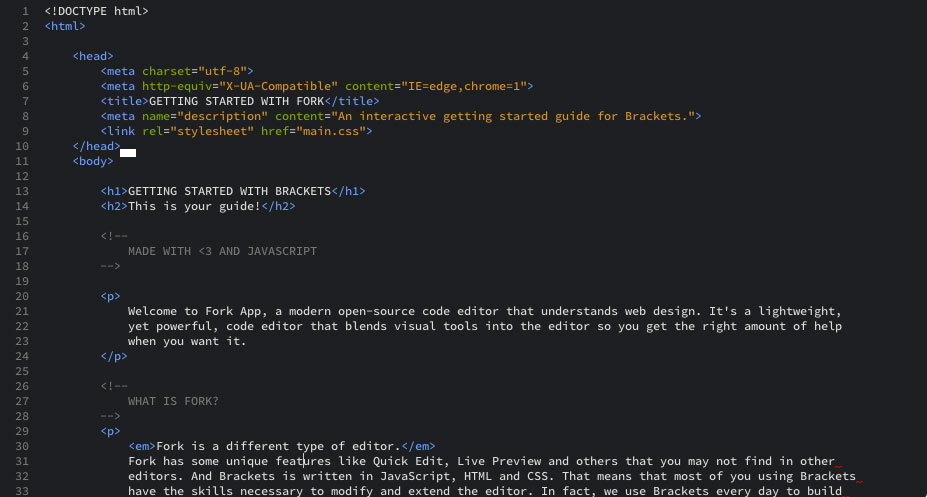 1 <!DOCTYPE html>
2 <html>
3
4 <head>
5 <meta charset="utf-8">
6 <meta http-equiv="X-UA-Compatible" content="IE=edge,chrome=1">
7 <title>GETTING STARTED WITH FORK</title>
8 <meta name="description" content="An interactive getting started guide for Brackets.">
9 <link rel="stylesheet" href="main.css">
10 </head>
11 <body>
12
13 <h1>GETTING STARTED WITH BRACKETS</h1>
14 <h2>This is your guide!</h2>
15
16 <!--
17 MADE WITH <3 AND JAVASCRIPT
18 -->
19
20 <p>
21 Welcome to Fork App, a modern open-source code editor that understands web design. It's a lightweight,
22 yet powerful, code editor that blends visual tools into the editor so you get the right amount of help
23 when you want it.
24 </p>
25
26 <!--
27 WHAT IS FORK?
28 -->
29 <p>
30 <em>Fork is a different type of editor.</em>
31 Fork has some unique features like Quick Edit, Live Preview and others that you may not find in other
32 editors. And Brackets is written in JavaScript, HTML and CSS. That means that most of you using Brackets
33 have the skills necessary to modify and extend the editor. In fact, we use Brackets every day to build